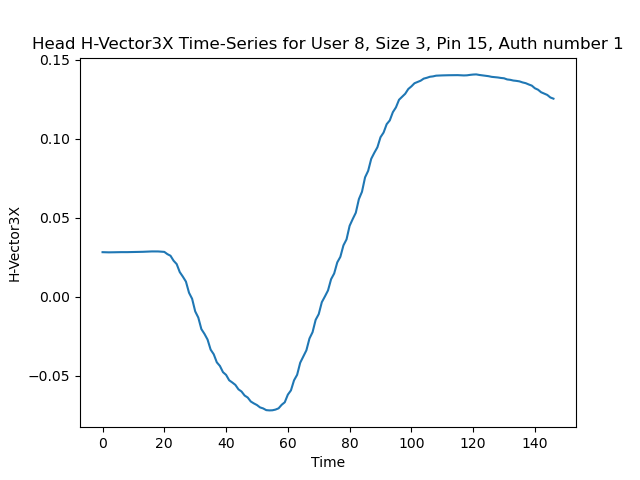 Head H-Vector3X Time-Series for User 8, Size 3, Pin 15, Auth number 1
0.15
0.10
0.05
0.00
−0.05
H-Vector3X
0 20 40 60 80 100 120 140
Time